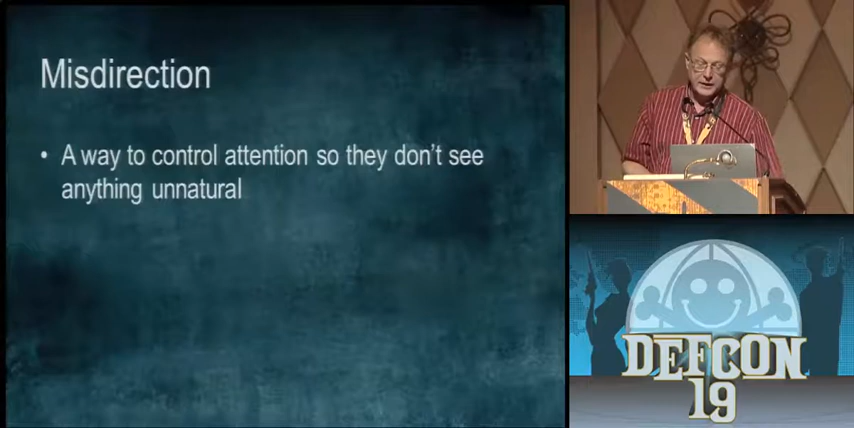 Misdirection
• A way to control attention so they don't see
anything unnatural
DEFCON
19